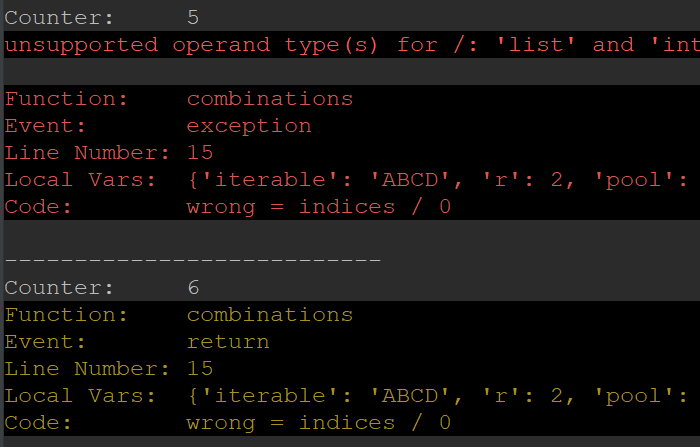 Counter:     5
unsupported operand type(s) for /: 'list' and 'int
Function:    combinations
Event:       exception
Line Number: 15
Local Vars:  {'iterable': 'ABCD', 'r': 2, 'pool':
Code:        wrong = indices / 0
---------------------------
Counter:     6
Function:    combinations
Event:       return
Line Number: 15
Local Vars:  {'iterable': 'ABCD', 'r': 2, 'pool':
Code:        wrong = indices / 0